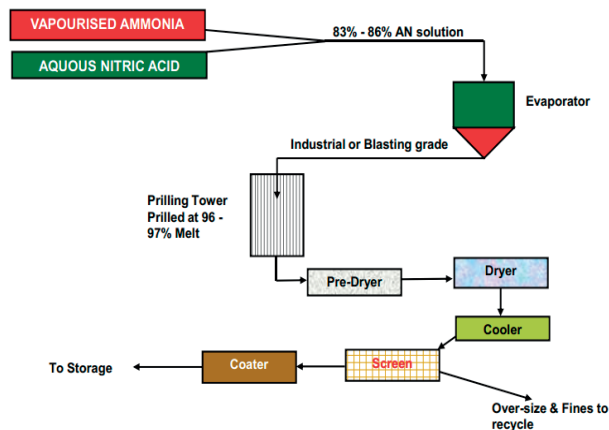 VAPOURISED AMMONIA
83% - 86% AN solution
AQUOUS NITRIC ACID
Evaporator
Industrial or Blasting grade
Prilling Tower
Prilled at 96 -
97% Melt
Pre-Dryer
Dryer
Cooler
Screen
Coater
To Storage
Over-size & Fines to
recycle